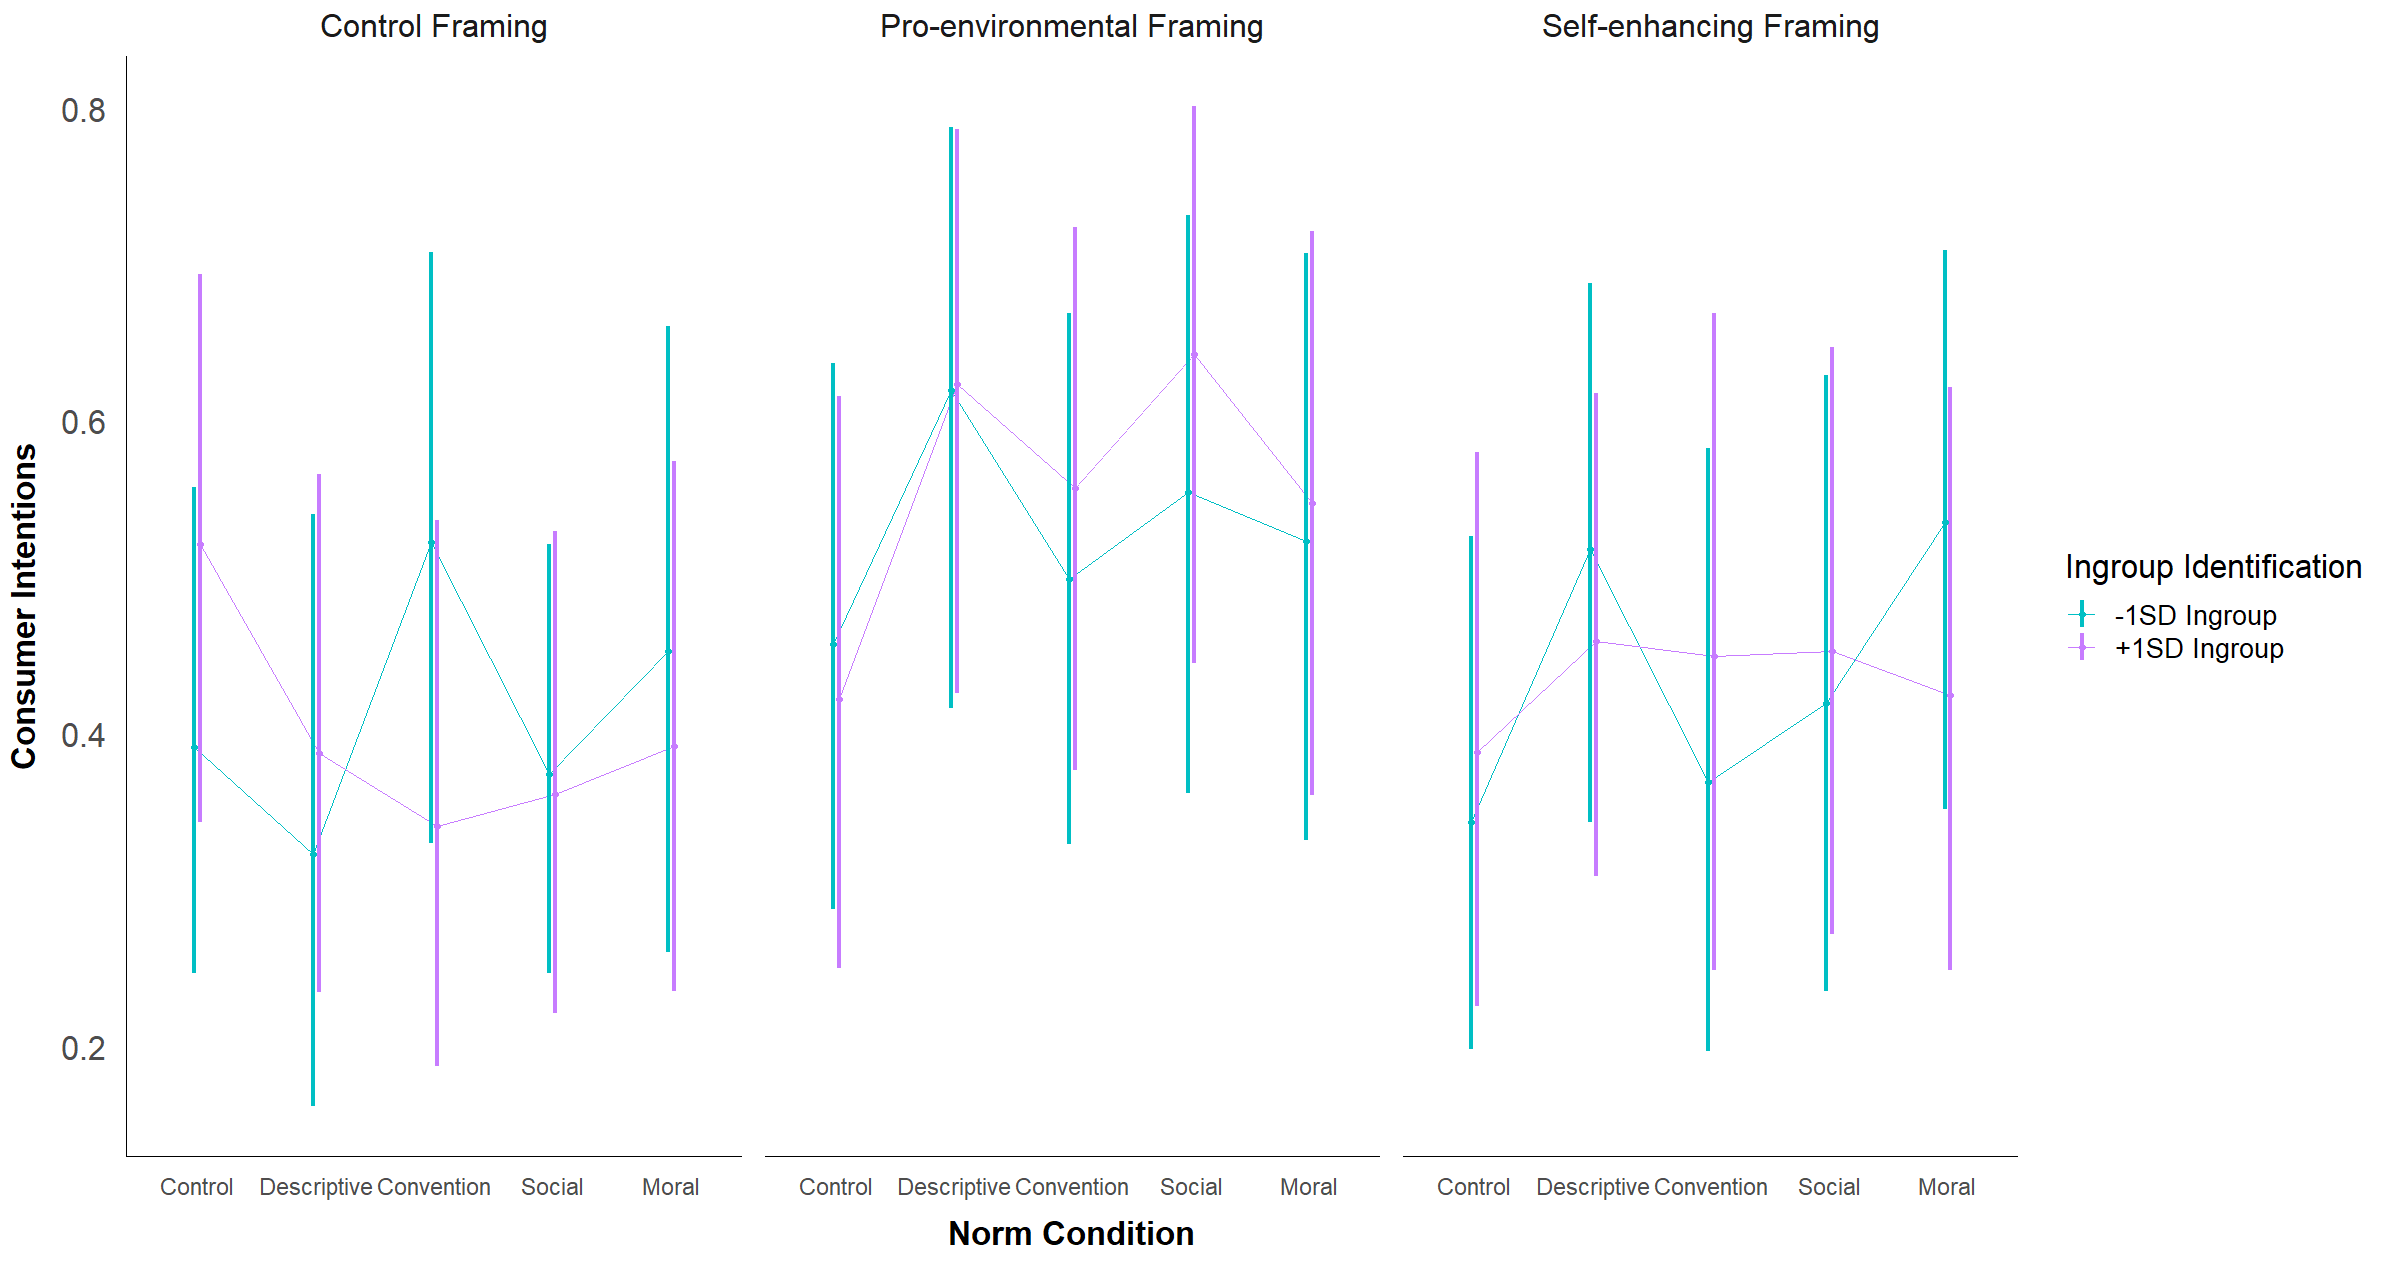 Control Framing
Pro-environmental Framing
Self-enhancing Framing
Consumer Intentions
0.8
0.6
0.4
0.2
Control Descriptive Convention Social Moral
Control Descriptive Convention Social Moral
Control Descriptive Convention Social Moral
Norm Condition
Ingroup Identification
-1SD Ingroup
+1SD Ingroup